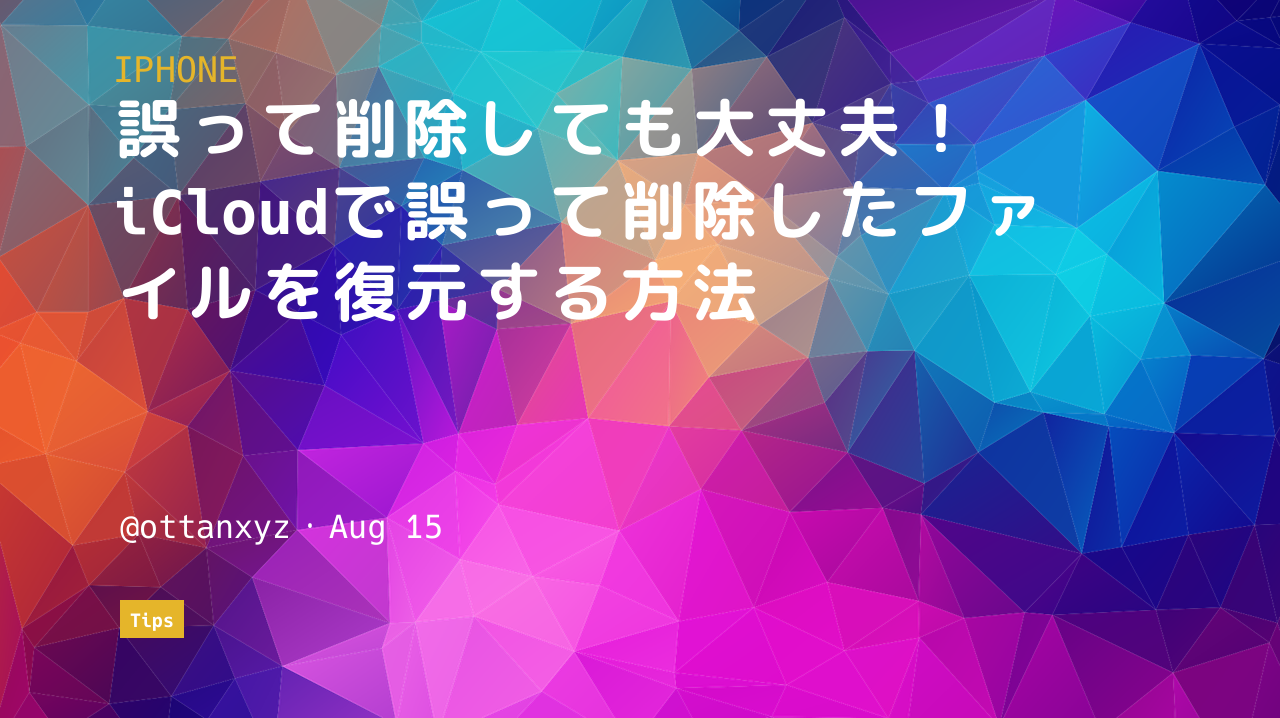 IPHONE
誤って削除しても大丈夫！
iCloudで誤って削除したファ
イルを復元する方法
@ottanxyz・Aug 15
Tips